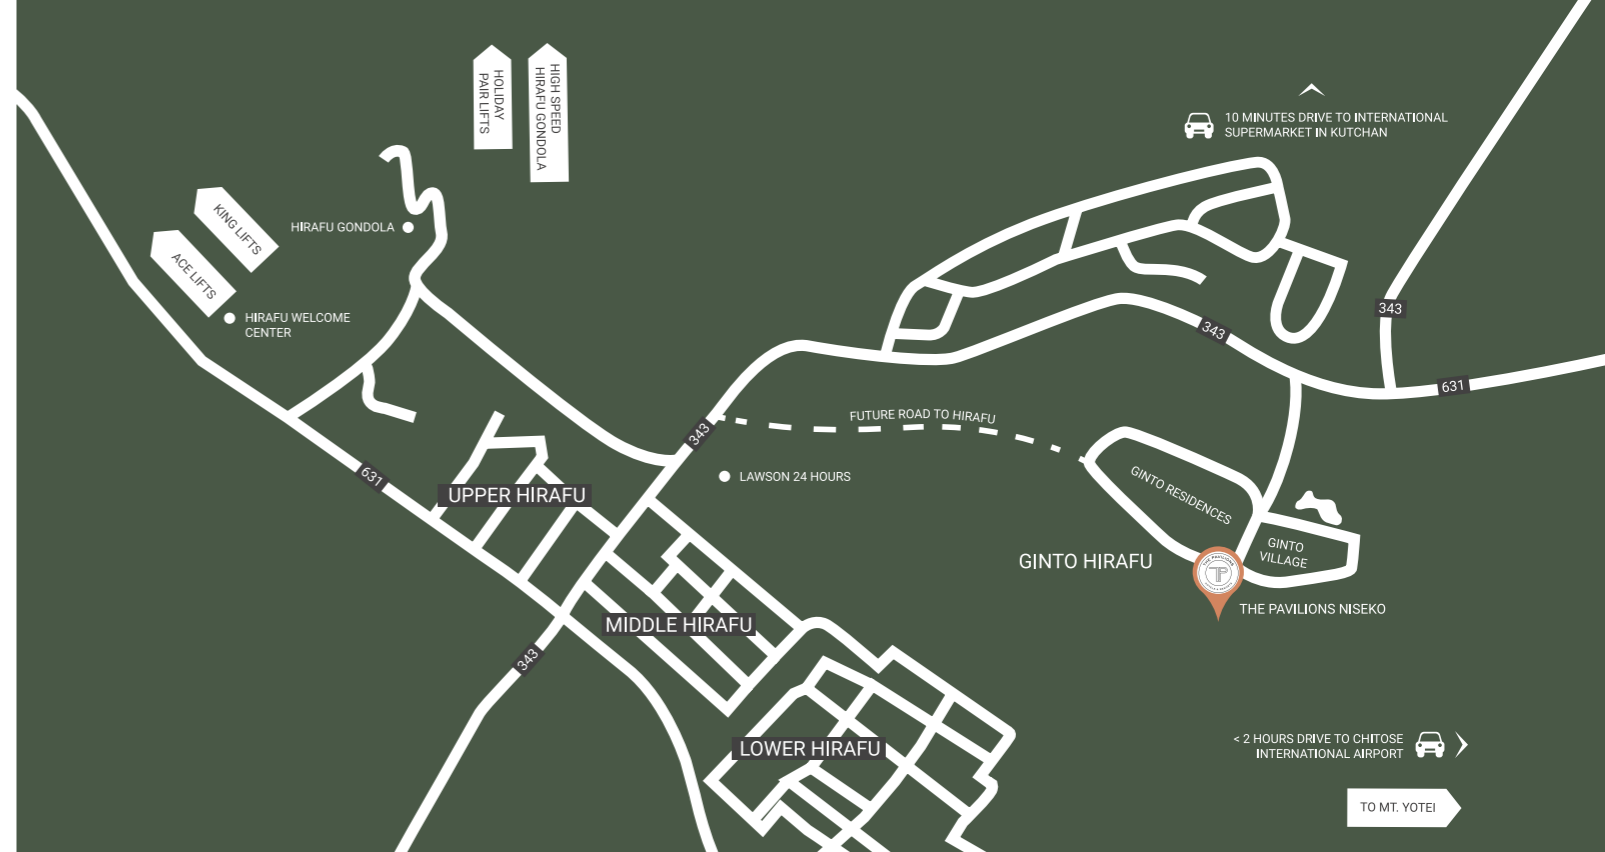 HOLIDAY
PAIR LIFTS
HIGH SPEED
HIRAFU GONDOLA
10 MINUTES DRIVE TO INTERNATIONAL
SUPERMARKET IN KUTCHAN
KING LIFTS
HIRAFU GONDOLA
ACE LIFTS
HIRAFU WELCOME
CENTER
343
343
631
FUTURE ROAD TO HIRAFU
343
631
LAWSON 24 HOURS
UPPER HIRAFU
GINTO RESIDENCES
GINTO
VILLAGE
GINTO HIRAFU
TP
THE PAVILIONS NISEKO
MIDDLE HIRAFU
343
LOWER HIRAFU
< 2 HOURS DRIVE TO CHITOSE
INTERNATIONAL AIRPORT
TO MT. YOTEI